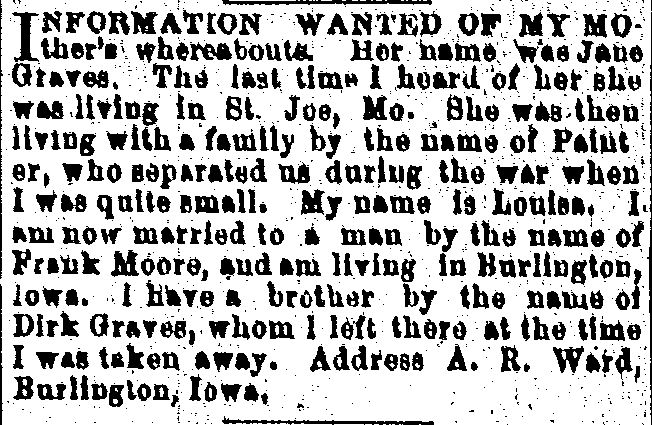 INFORMATION WANTED OF MY MO-
ther's whereabouts. Her name was Jane
Graves. The last time I heard of her she
was living in St. Joe, Mo. She was then
living with a family by the name of Paint
er, who separated us during the war when
I was quite small. My name is Louisa. I
am now married to a man by the name of
Frank Moore, and am living in Burlington,
Iowa. I have a brother by the name of
Dirk Graves, whom I left there at the time
I was taken away. Address A. R. Ward,
Burlington, Iowa.